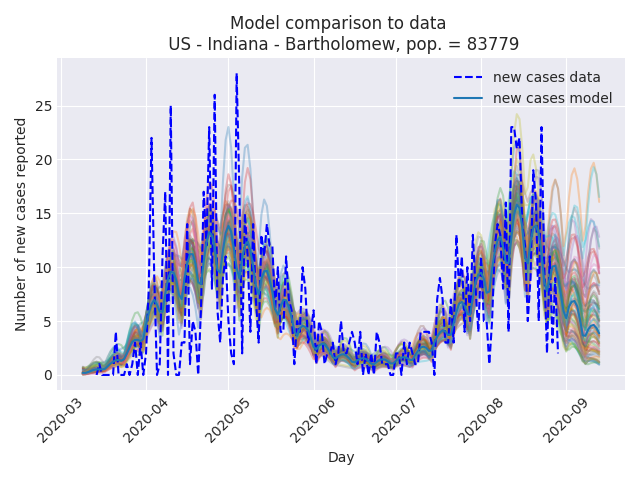 Model comparison to data
US - Indiana - Bartholomew, pop. = 83779
new cases data
new cases model
Number of new cases reported
25
20
15
10
5
0
2020-03
2020-04
2020-05
2020-06
2020-07
2020-08
2020-09
Day